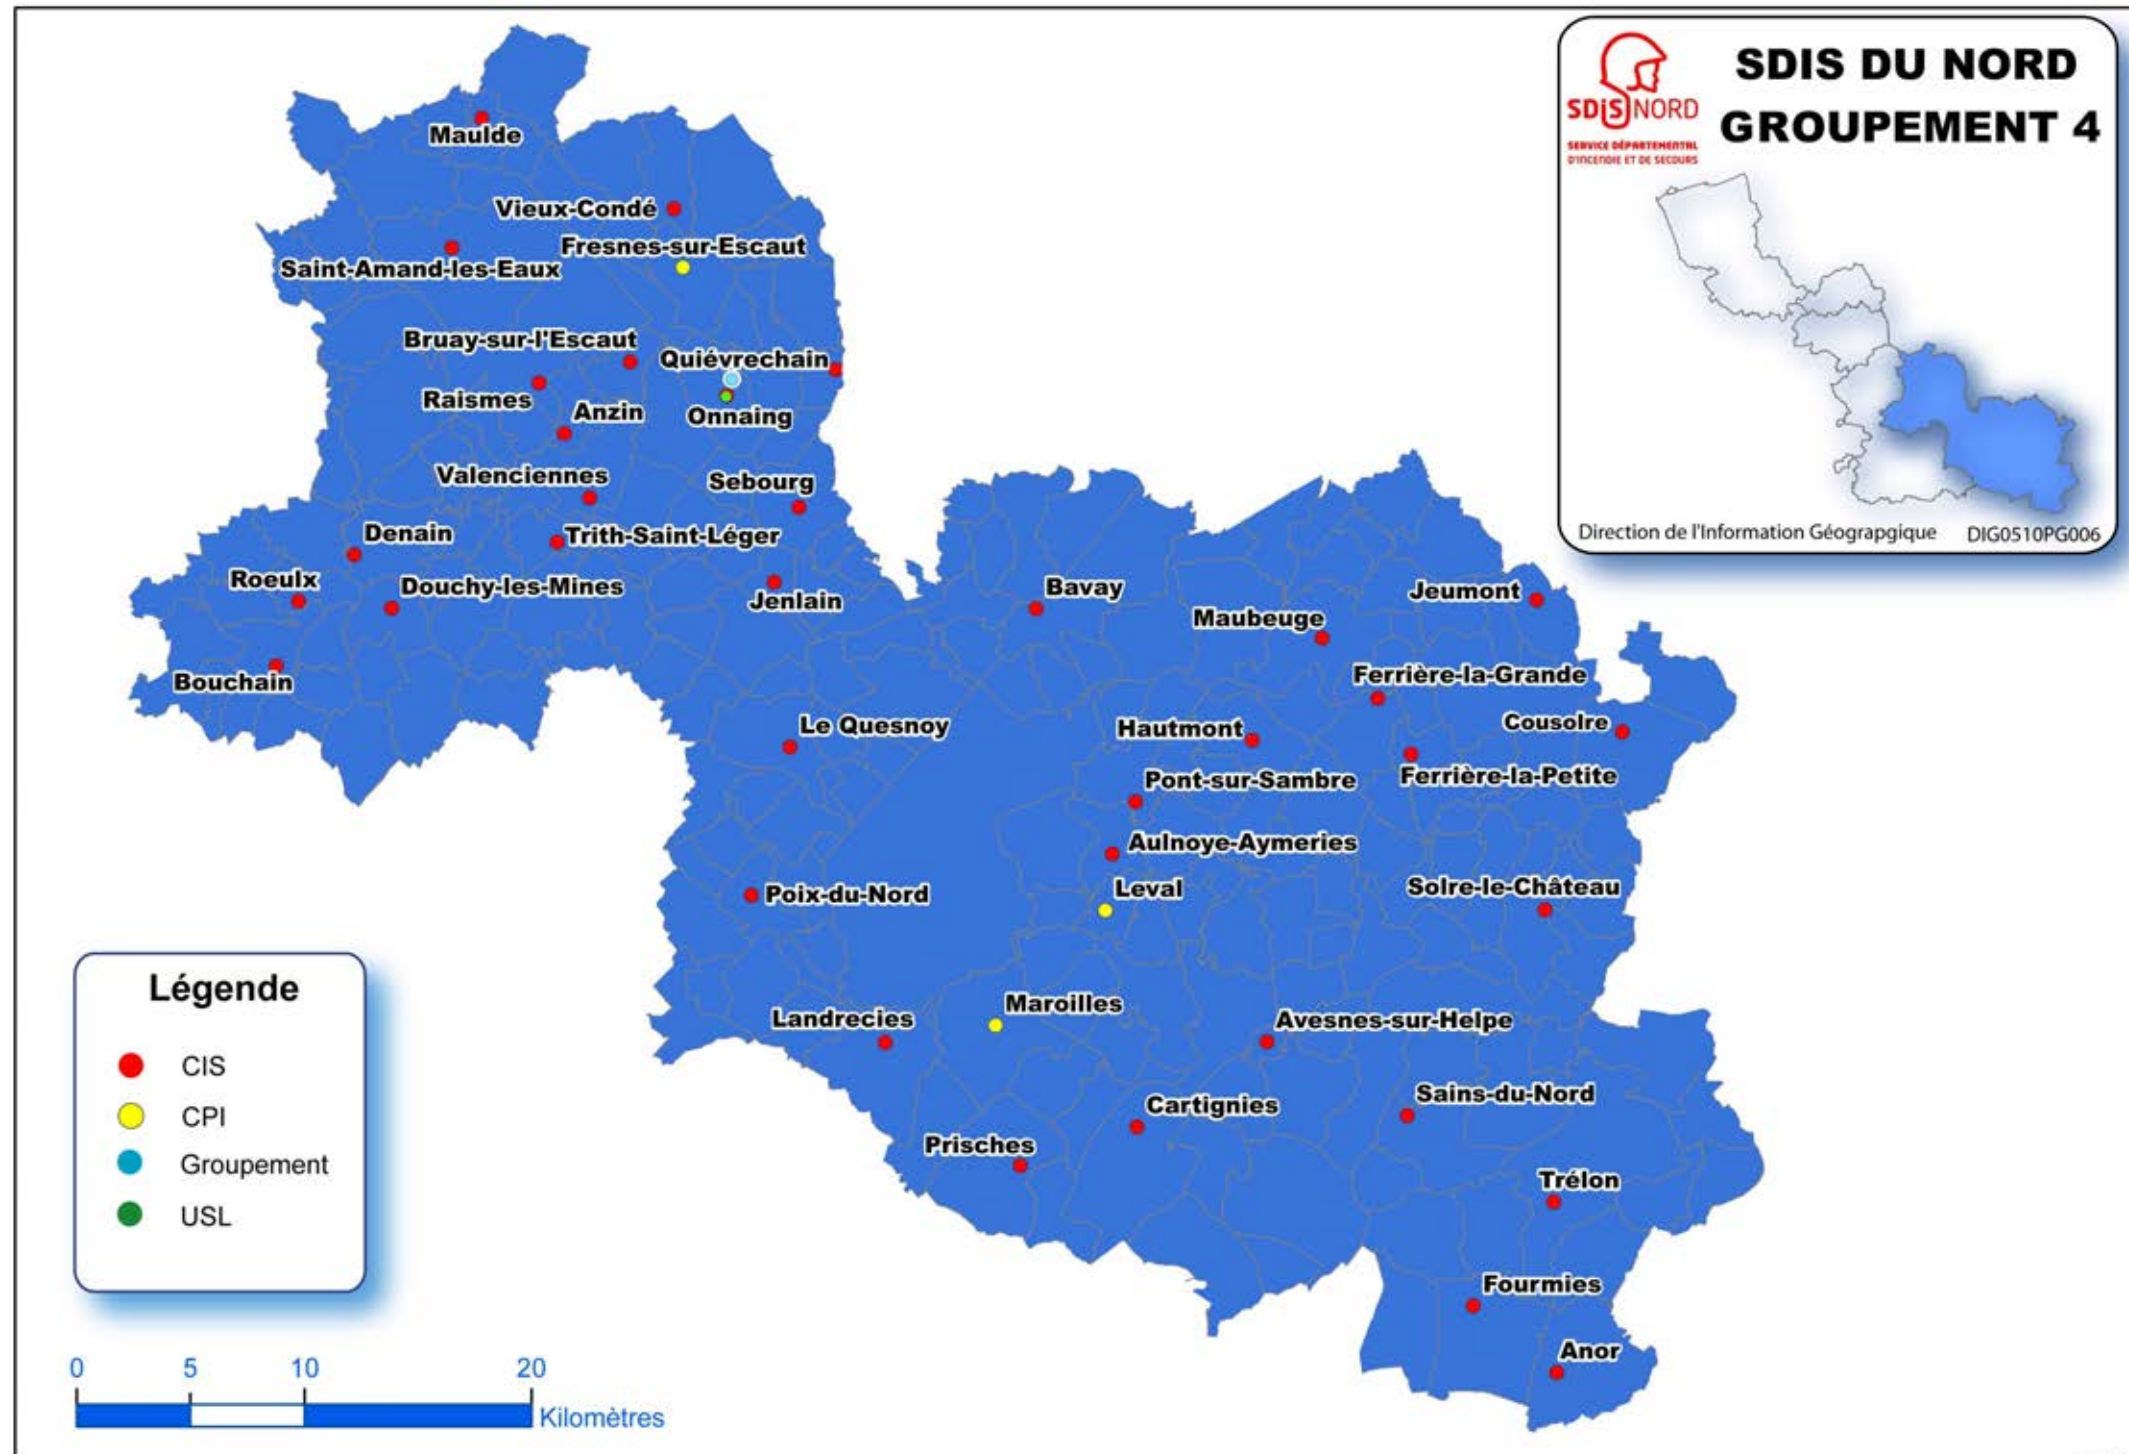 SDIS DU NORD
GROUPEMENT 4
SDiS NORD
SERVICE DÉPARTEMENTAL
D'INCENDIE ET DE SECOURS
Direction de l'Information Géograpgique DIG0510PG006
Maulde
Vieux-Condé
Fresnes-sur-Escaut
Saint-Amand-les-Eaux
Bruay-sur-l'Escaut
Quiévrechain
Raismes
Anzin
Onnaing
Valenciennes
Sebourg
Denain
Trith-Saint-Léger
Roeulx
Douchy-les-Mines
Jenlain
Bavay
Jeumont
Maubeuge
Bouchain
Ferrière-la-Grande
Le Quesnoy
Hautmont
Cousolre
Pont-sur-Sambre
Ferrière-la-Petite
Aulnoye-Aymeries
Poix-du-Nord
Leval
Solre-le-Château
Landrecies
Maroilles
Avesnes-sur-Helpe
Cartignies
Sains-du-Nord
Prisches
Trélon
Fourmies
Anor
Légende
CIS
CPI
Groupement
USL
0 5 10 20
Kilomètres